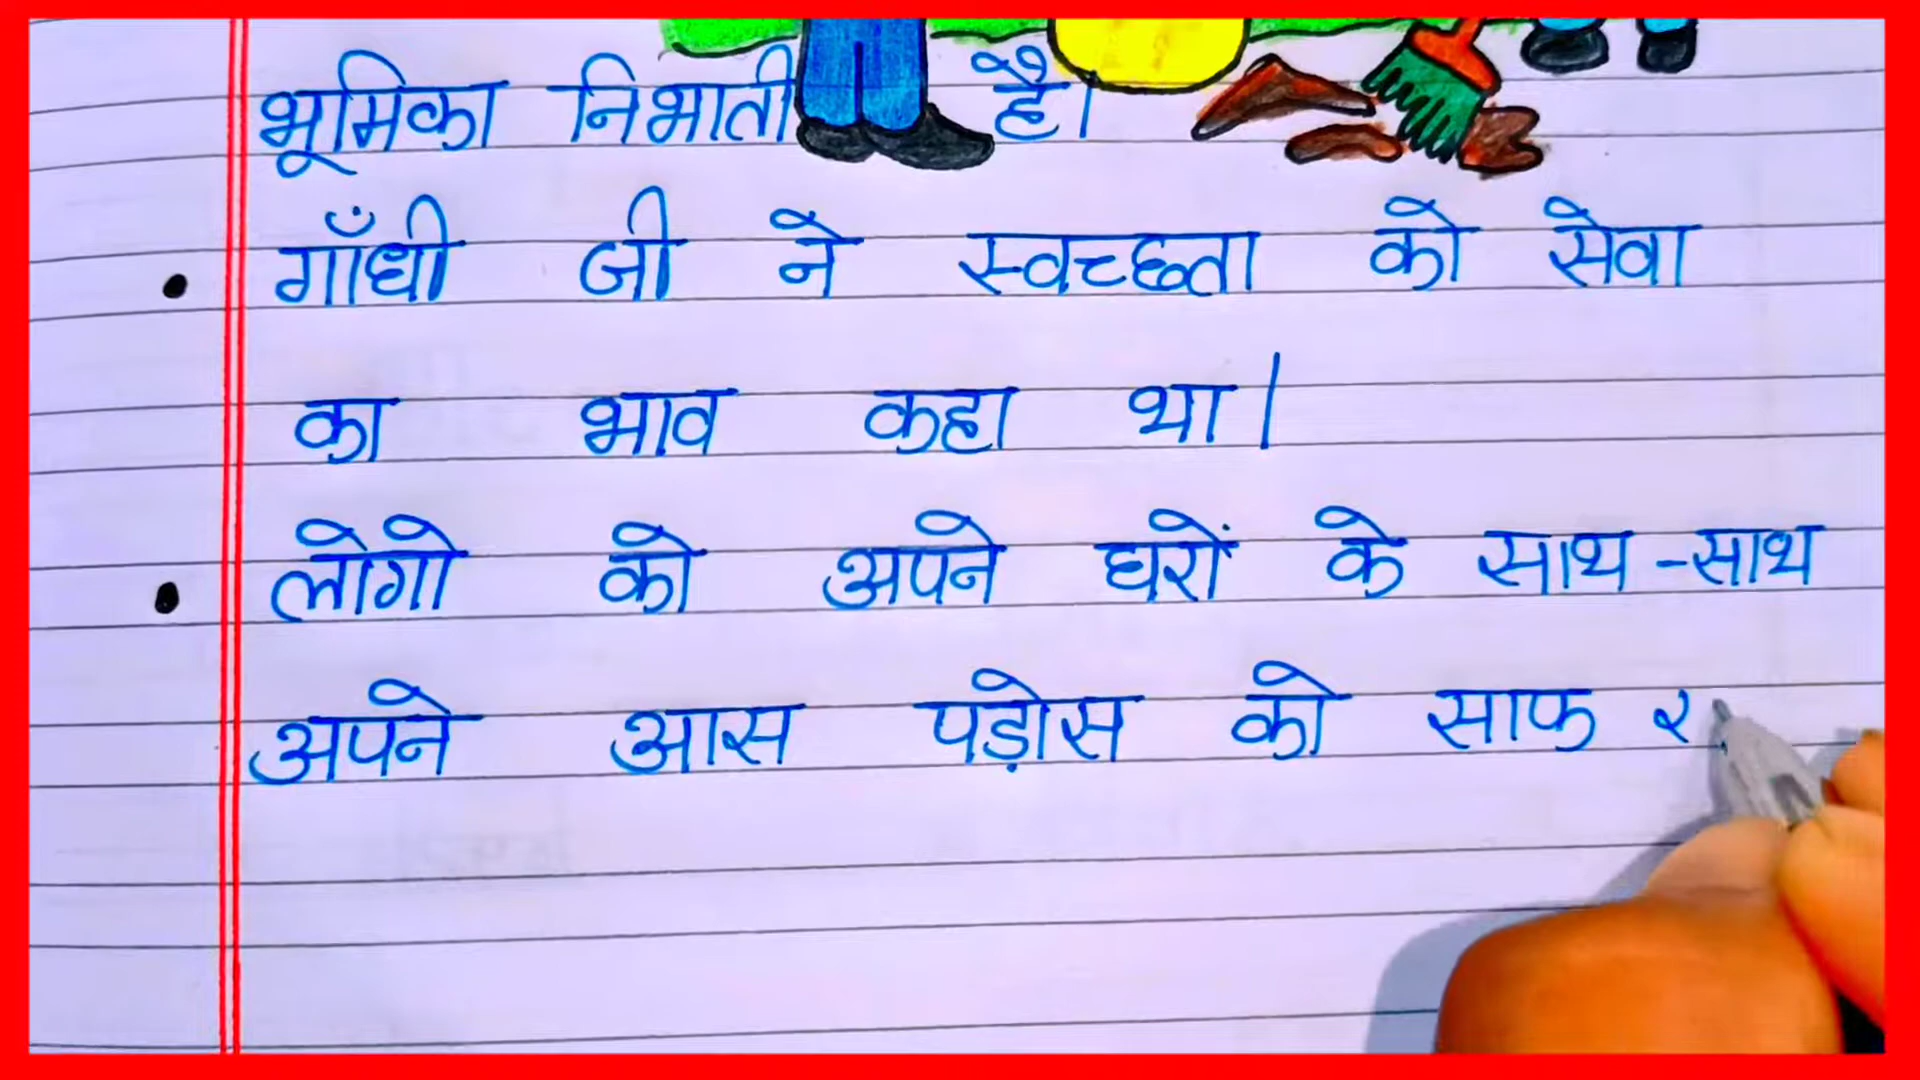 भूमिका निभाती है।
• गाँधी जी ने स्वच्छता को सेवा
का भाव कहा था।
• लोगो को अपने घरों के साथ-साथ
अपने आस पड़ोस को साफ र